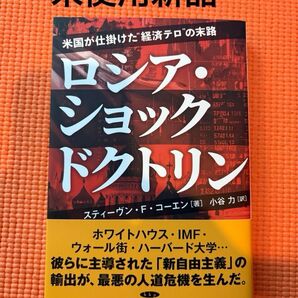 未使用新品
米国が仕掛けた"経済テロ"の末路
ロシア・
ショック
ドクトリン
スティーヴン・F・コーエン[著] 小谷 力[訳]
ホワイトハウス・IMF・
ウォール街・ハーバード大学…
彼らに主導された「新自由主義」の
輸出が、最悪の人道危機を生んだ。